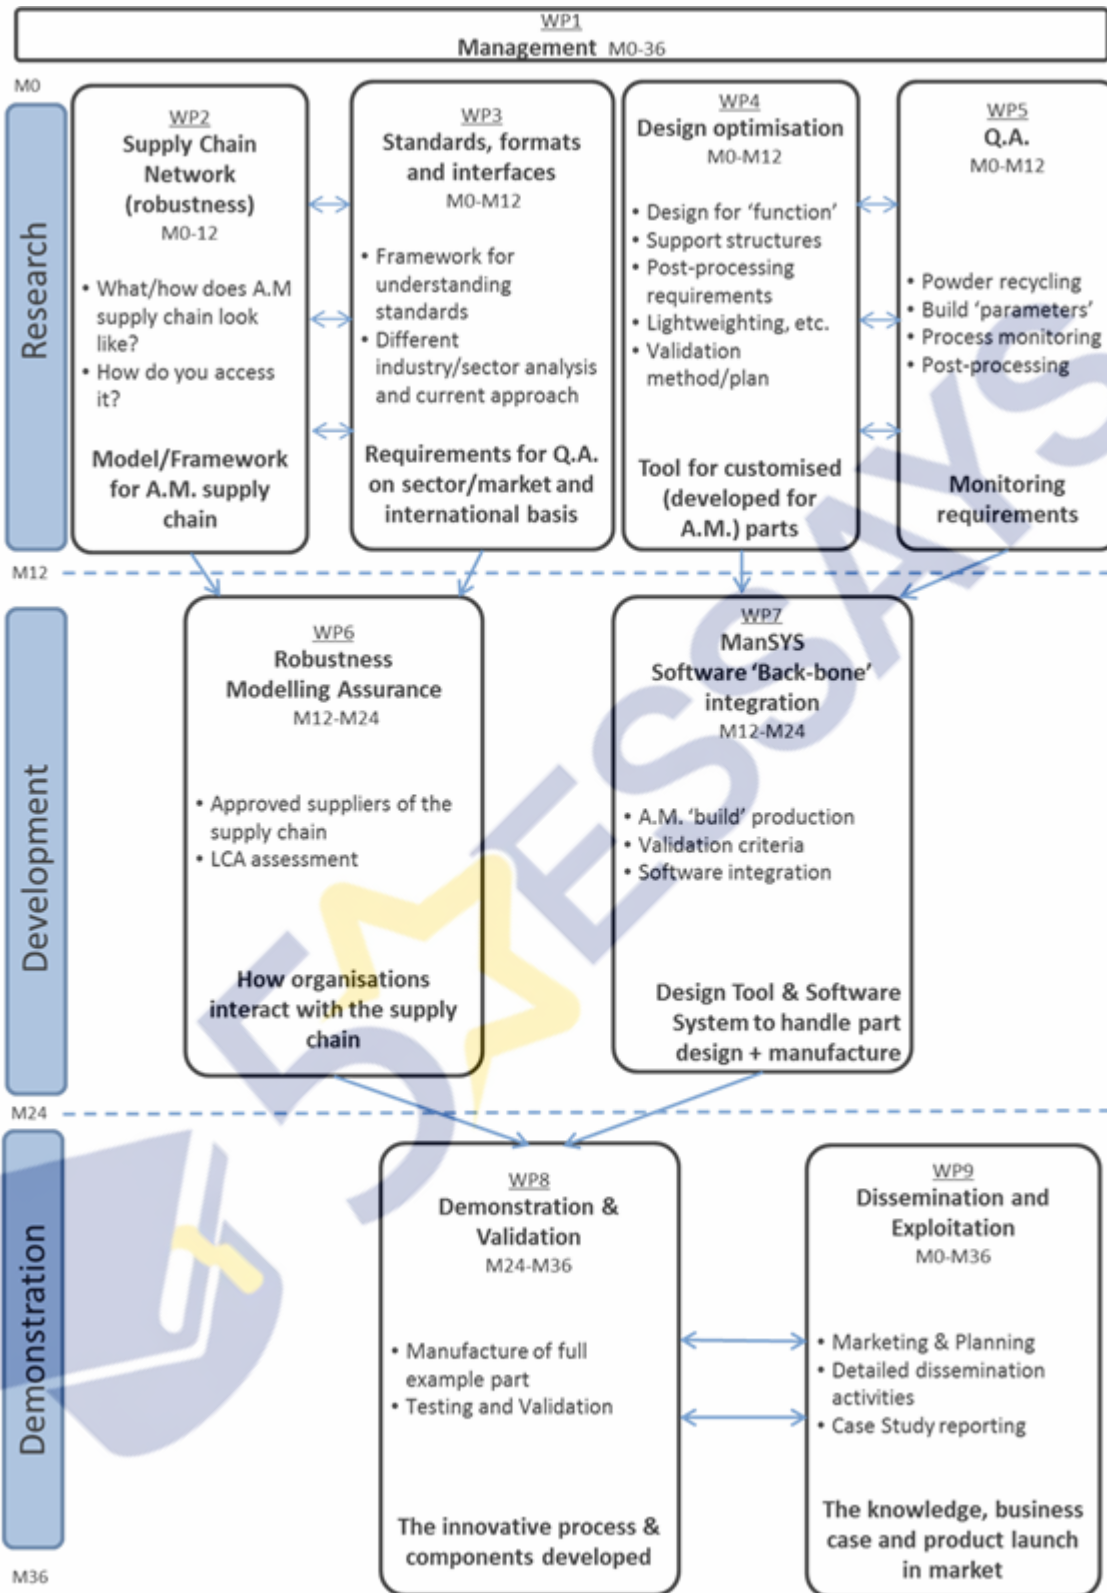 WP1
Management M0-36
M0
Research
WP2
Supply Chain
Network
(robustness)
M0-12
• What/how does A.M
supply chain look
like?
• How do you access
it?
Model/Framework
for A.M. supply
chain
WP3
Standards, formats
and interfaces
M0-M12
• Framework for
understanding
standards
• Different
industry/sector analysis
and current approach
Requirements for Q.A.
on sector/market and
international basis
WP4
Design optimisation
M0-M12
• Design for ‘function’
• Support structures
• Post-processing
requirements
• Lightweighting, etc.
• Validation
method/plan
Tool for customised
(developed for
A.M.) parts
WP5
Q.A.
M0-M12
• Powder recycling
• Build ‘parameters’
• Process monitoring
• Post-processing
Monitoring
requirements
M12
Development
WP6
Robustness
Modelling Assurance
M12-M24
• Approved suppliers of the
supply chain
• LCA assessment
How organisations
interact with the supply
chain
WP7
ManSYS
Software ‘Back-bone’
integration
M12-M24
• A.M. ‘build’ production
• Validation criteria
• Software integration
Design Tool & Software
System to handle part
design + manufacture
M24
Demonstration
WP8
Demonstration &
Validation
M24-M36
• Manufacture of full
example part
• Testing and Validation
The innovative process &
components developed
WP9
Dissemination and
Exploitation
M0-M36
• Marketing & Planning
• Detailed dissemination
activities
• Case Study reporting
The knowledge, business
case and product launch
in market
M36
5 ESSAYS